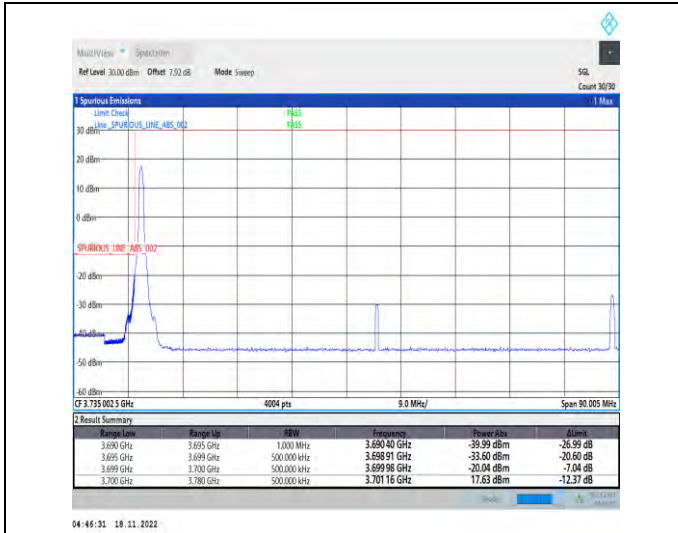 MultiView Spectrum
Ref Level 30.00 dBm Offset 7.92 dB Mode Sweep SGL
Count 30/30
1 Spurious Emissions 1 Max
Limit Check PASS
Line _SPURIOUS_LINE_ABS_002 PASS
30 dBm
20 dBm
10 dBm
0 dBm
_SPURIOUS_LINE_ABS_002
-20 dBm
-30 dBm
-40 dBm
-50 dBm
-60 dBm
CF 3.735 002 5 GHz 4004 pts 9.0 MHz/ Span 90.005 MHz
2 Result Summary
Range Low Range Up RBW Frequency Power Abs ΔLimit
3.690 GHz 3.695 GHz 1.000 MHz 3.690 40 GHz -39.99 dBm -26.99 dB
3.695 GHz 3.699 GHz 500.000 kHz 3.698 91 GHz -33.60 dBm -20.60 dB
3.699 GHz 3.700 GHz 500.000 kHz 3.699 98 GHz -20.04 dBm -7.04 dB
3.700 GHz 3.780 GHz 500.000 kHz 3.701 16 GHz 17.63 dBm -12.37 dB
04:46:31 18.11.2022